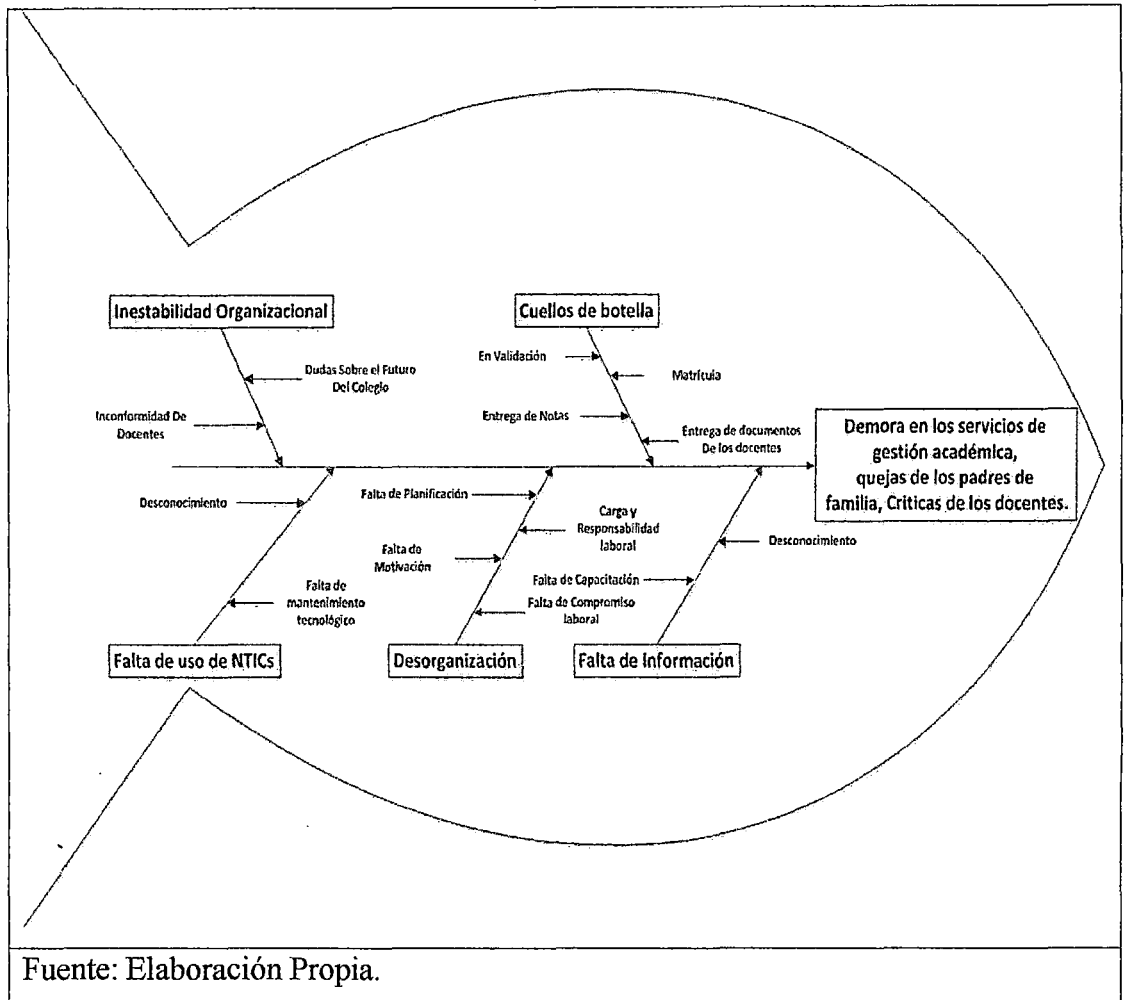 Inestabilidad Organizacional
Cuellos de botella
Dudas Sobre el Futuro
Del Colegio
Inconformidad De
Docentes
En Validación
Matrícula
Entrega de Notas
Entrega de documentos
De los docentes
Demora en los servicios de
gestión académica,
quejas de los padres de
familia, Criticas de los docentes.
Desconocimiento
Falta de
mantenimiento
tecnológico
Falta de Planificación
Carga y
Responsabilidad
laboral
Falta de
Motivación
Falta de Compromiso
laboral
Desconocimiento
Falta de Capacitación
Falta de uso de NTICs
Desorganización
Falta de Información
Fuente: Elaboración Propia.